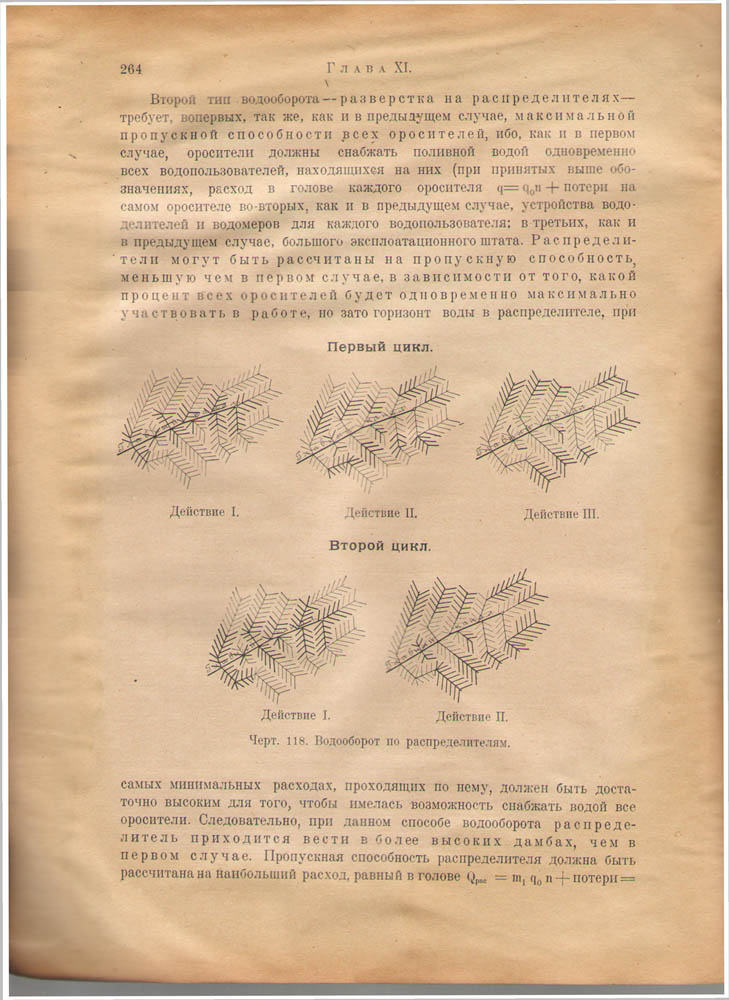 264
Глава XI.
Второй тип водооборота—разверстка на распределителях—
требует, вопервых, так же, как и в предыдущем случае, максимальной
пропускной способности всех оросителей, ибо, как и в первом
случае, оросители должны снабжать поливной водой одновременно
всех водопользователей, находящихся на них (при принятых выше обо-
значениях, расход в голове каждого оросителя q=q₀n + потери на
самом оросителе во-вторых, как и в предыдущем случае, устройства водо-
делителей и водомеров для каждого водопользователя; в третьих, как и
в предыдущем случае, большого эксплоатационного штата. Распредели-
тели могут быть рассчитаны на пропускную способность,
меньшую чем в первом случае, в зависимости от того, какой
процент всех оросителей будет одновременно максимально
участвовать в работе, но зато горизонт воды в распределителе, при
Первый цикл.
Действие I.
Действие II.
Действие III.
Второй цикл.
Действие I.
Действие II.
Черт. 118. Водооборот по распределителям.
самых минимальных расходах, проходящих по нему, должен быть доста-
точно высоким для того, чтобы имелась возможность снабжать водой все
оросители. Следовательно, при данном способе водооборота распреде-
литель приходится вести в более высоких дамбах, чем в
первом случае. Пропускная способность распределителя должна быть
рассчитана на наибольший расход, равный в голове Qрас = m₁ q₀ n + потери =